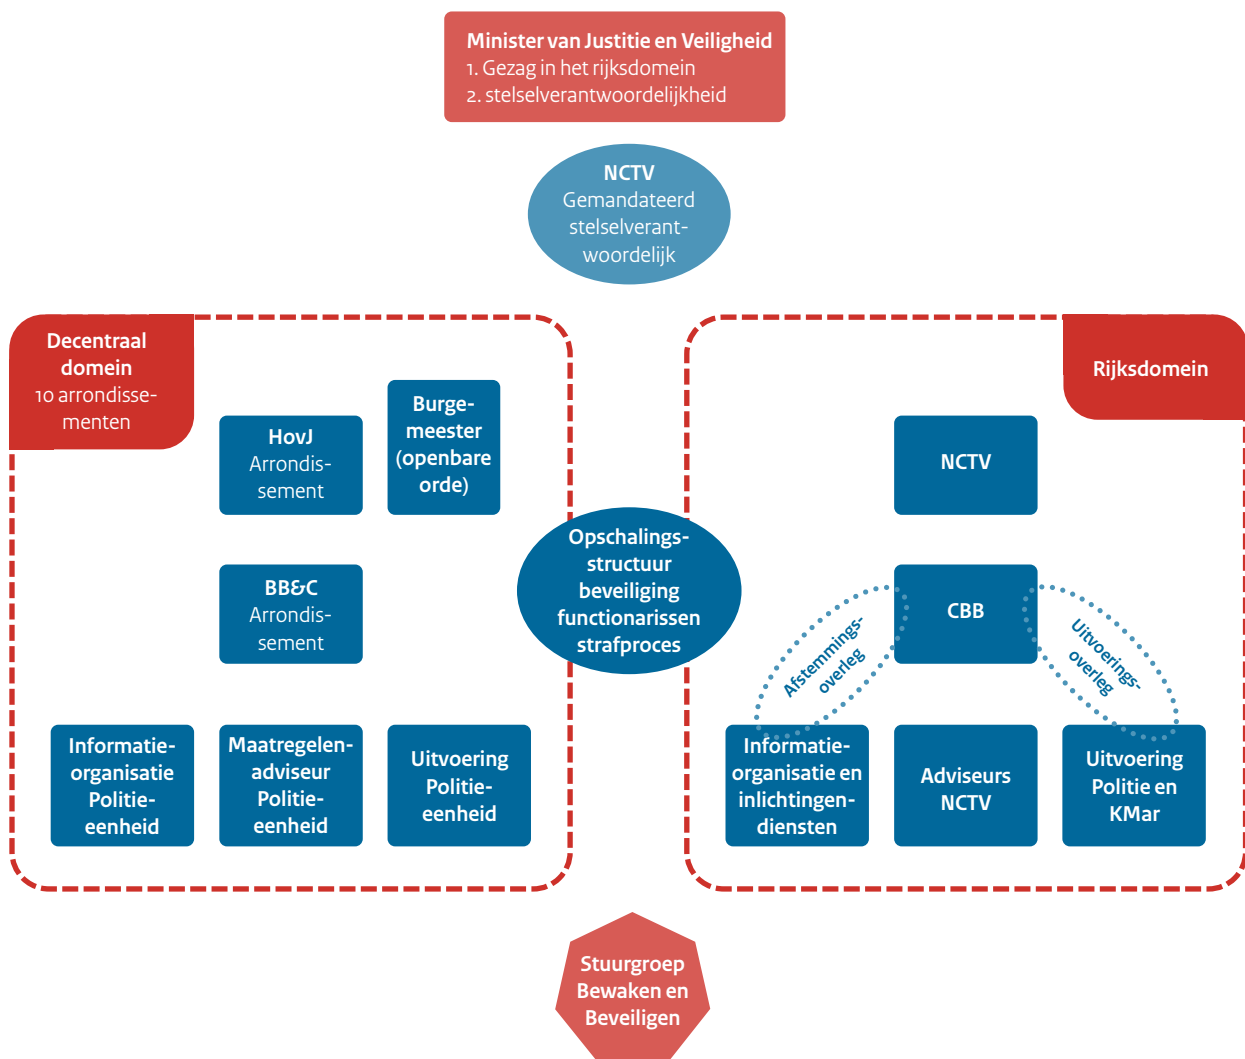 Minister van Justitie en Veiligheid
1. Gezag in het rijksdomein
2. stelselverantwoordelijkheid
NCTV
Gemandateerd
stelselverant-
woordelijk
Decentraal
domein
10 arrondisse-
menten
HovJ
Arrondis-
sement
Burge-
meester
(openbare
orde)
BB&C
Arrondis-
sement
Informatie-
organisatie
Politie-
eenheid
Maatregelen-
adviseur
Politie-
eenheid
Uitvoering
Politie-
eenheid
Opschalings-
structuur
beveiliging
functionarissen
strafproces
Rijksdomein
NCTV
CBB
Afstemmings-
overleg
Uitvoerings-
overleg
Informatie-
organisatie en
inlichtingen-
diensten
Adviseurs
NCTV
Uitvoering
Politie en
KMar
Stuurgroep
Bewaken en
Beveiligen